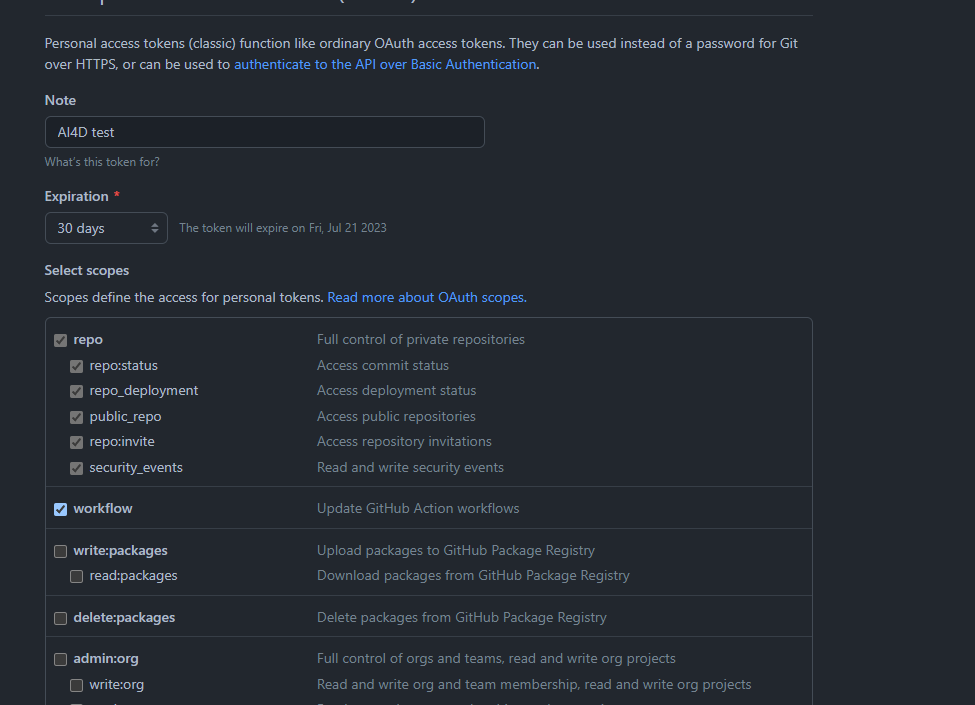 Personal access tokens (classic) function like ordinary OAuth access tokens. They can be used instead of a password for Git
over HTTPS, or can be used to authenticate to the API over Basic Authentication.
Note
AI4D test
What's this token for?
Expiration *
30 days The token will expire on Fri, Jul 21 2023
Select scopes
Scopes define the access for personal tokens. Read more about OAuth scopes.
repo Full control of private repositories
repo:status Access commit status
repo_deployment Access deployment status
public_repo Access public repositories
repo:invite Access repository invitations
security_events Read and write security events
workflow Update GitHub Action workflows
write:packages Upload packages to GitHub Package Registry
read:packages Download packages from GitHub Package Registry
delete:packages Delete packages from GitHub Package Registry
admin:org Full control of orgs and teams, read and write org projects
write:org Read and write org and team membership, read and write org projects